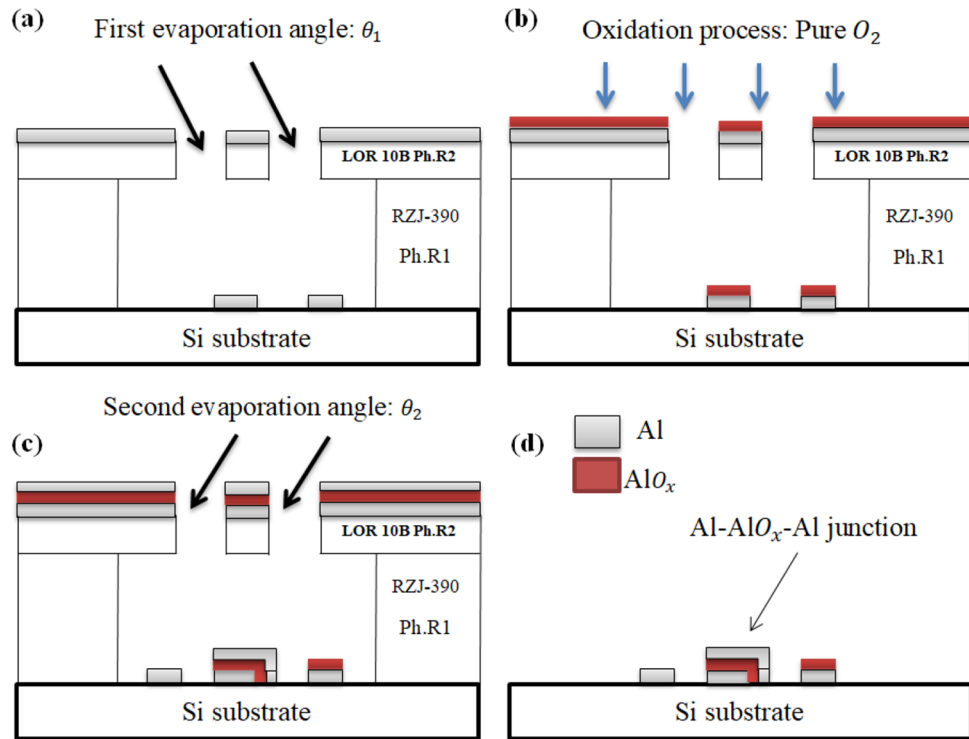 (a)
First evaporation angle: θ₁
LOR 10B Ph.R2
RZJ-390
Ph.R1
Si substrate
(b)
Oxidation process: Pure O₂
LOR 10B Ph.R2
RZJ-390
Ph.R1
Si substrate
(c)
Second evaporation angle: θ₂
LOR 10B Ph.R2
RZJ-390
Ph.R1
Si substrate
(d)
Al
AlOₓ
Al-AlOₓ-Al junction
Si substrate